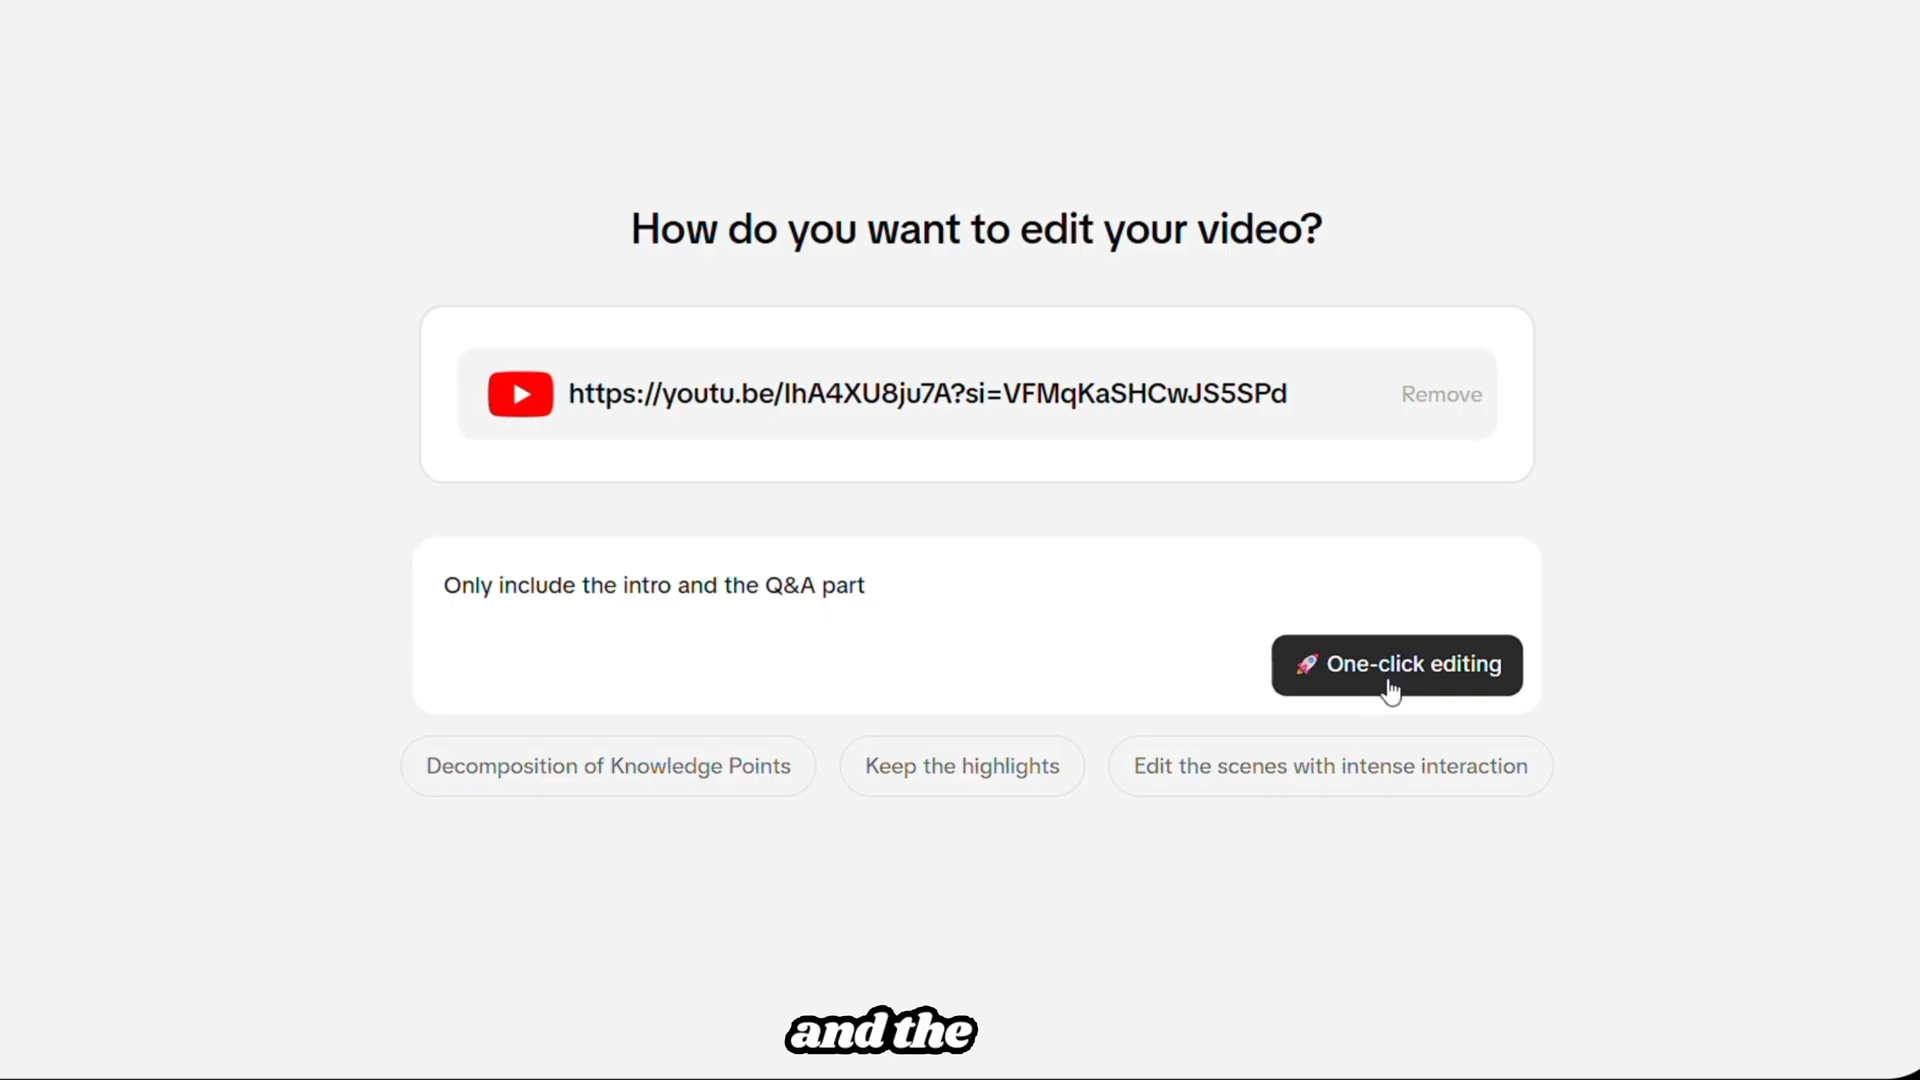 How do you want to edit your video?
https://youtu.be/IhA4XU8ju7A?si=VFMqKaSHCwJS5SPd
Remove
Only include the intro and the Q&A part
🚀 One-click editing
Decomposition of Knowledge Points
Keep the highlights
Edit the scenes with intense interaction
and the